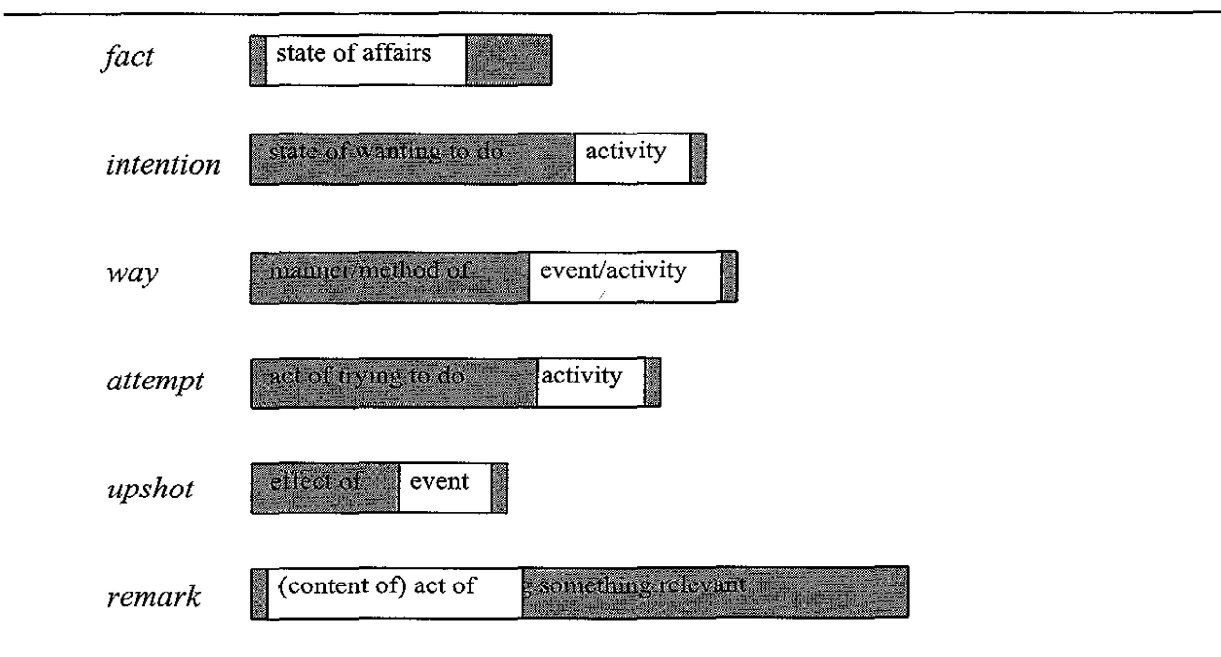 fact state of affairs
intention state of wanting to do activity
way manner/method of event/activity
attempt act of trying to do activity
upshot effect of event
remark (content of) act of something relevant